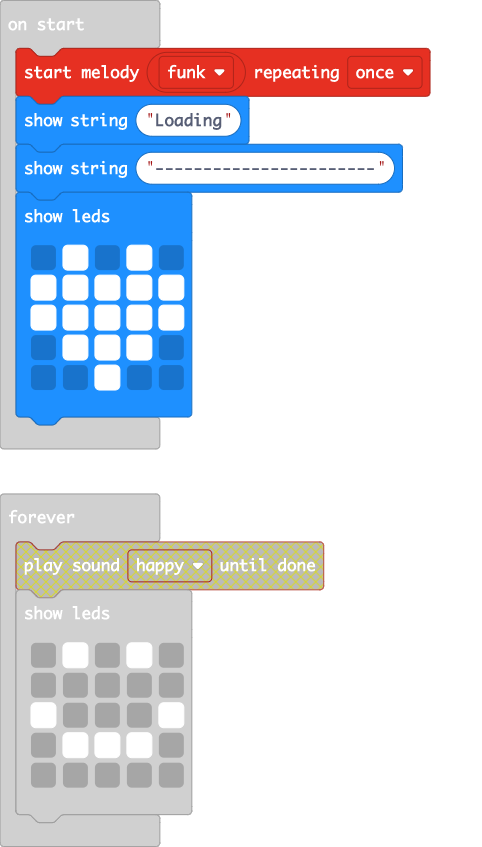 on start
start melody funk repeating once
show string "Loading"
show string "-----------------------"
show leds
forever
play sound happy until done
show leds